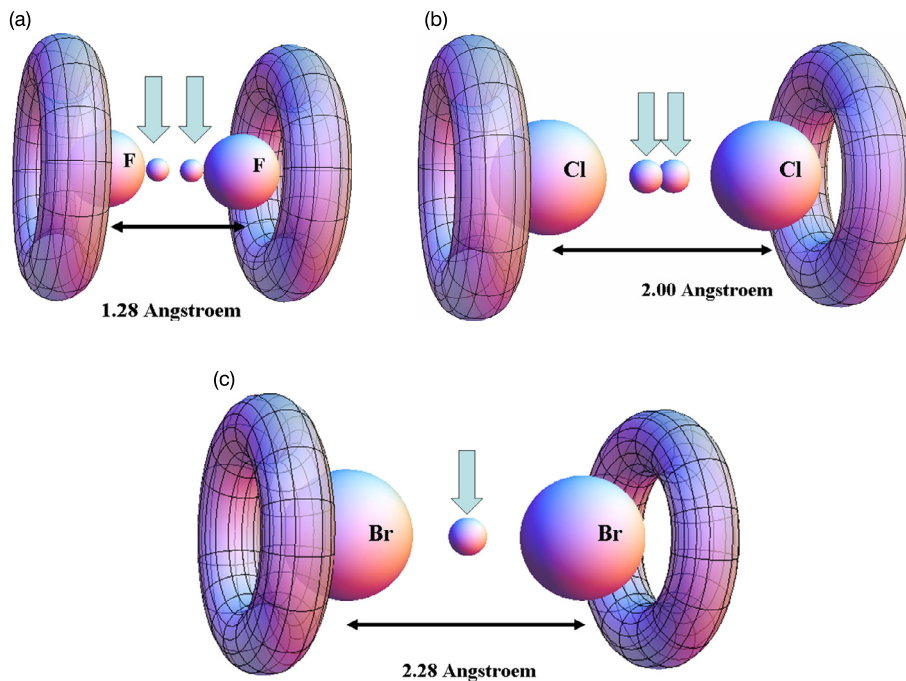 (a)
F
F
1.28 Angstroem
(b)
Cl
Cl
2.00 Angstroem
(c)
Br
Br
2.28 Angstroem